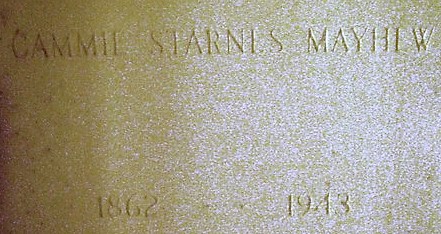 CAMMIE STARNES MAYHEW
1862 - - 1943